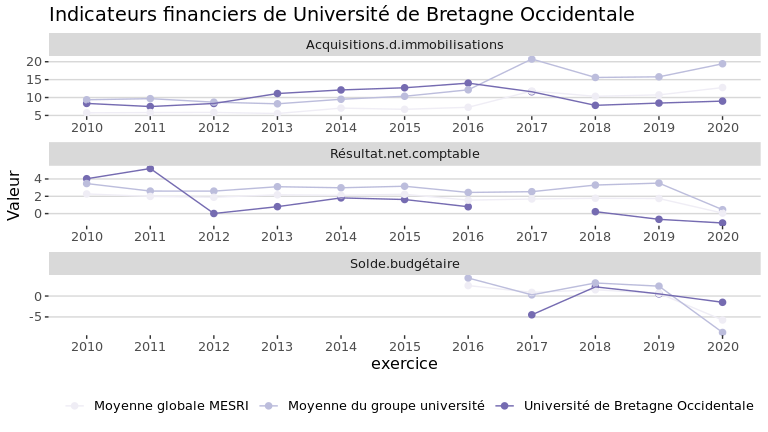 Indicateurs financiers de Université de Bretagne Occidentale
Acquisitions.d.immobilisations
20
15
10
5
2010 2011 2012 2013 2014 2015 2016 2017 2018 2019 2020
Résultat.net.comptable
4
2
0
2010 2011 2012 2013 2014 2015 2016 2017 2018 2019 2020
Valeur
Solde.budgétaire
0
-5
2010 2011 2012 2013 2014 2015 2016 2017 2018 2019 2020
exercice
Moyenne globale MESRI Moyenne du groupe université Université de Bretagne Occidentale